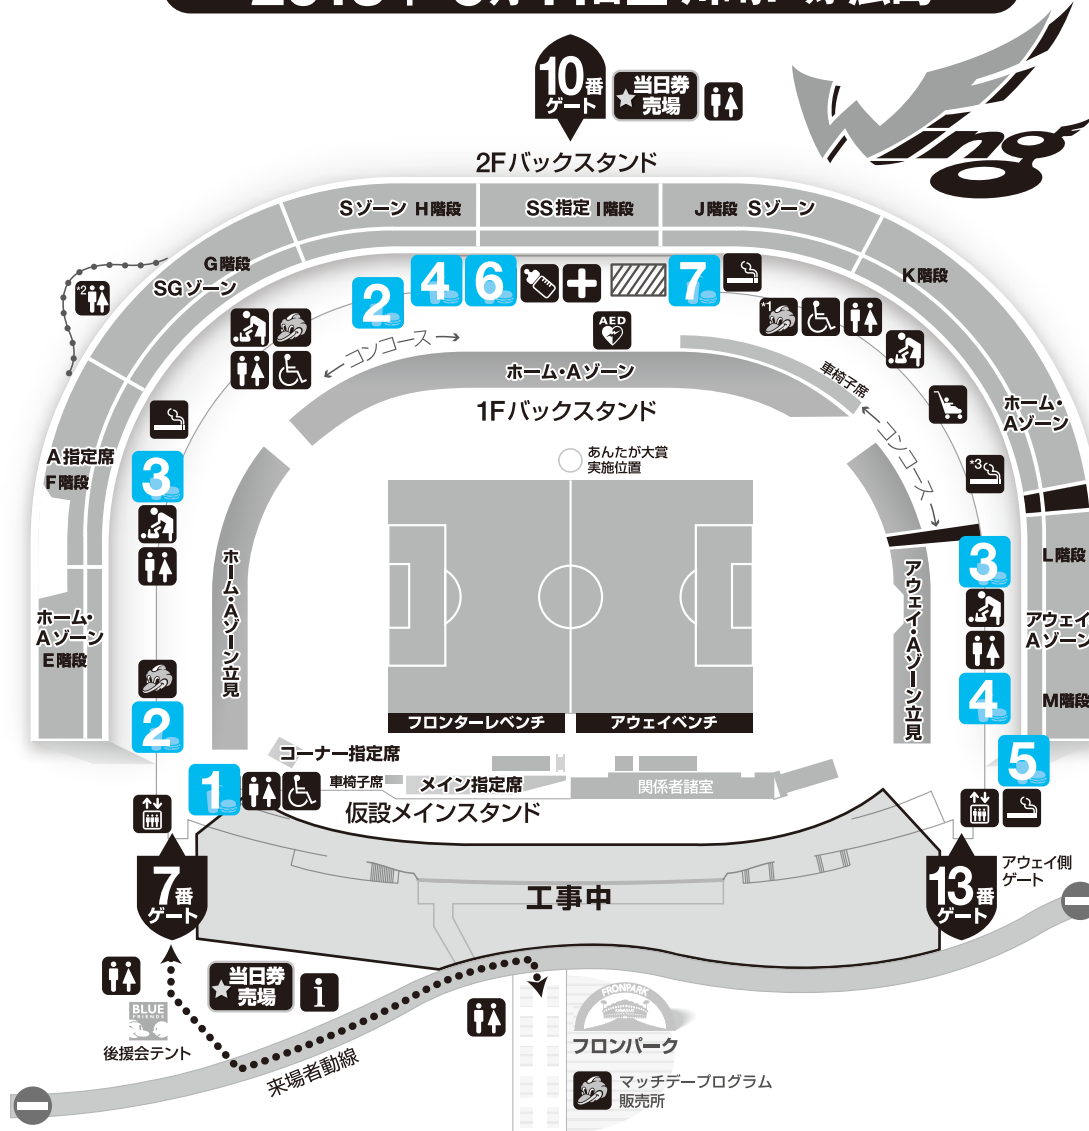 10番
ゲート
★当日券
売場
Wing
2Fバックスタンド
Sゾーン H階段
SS指定 I階段
J階段 Sゾーン
G階段
SGゾーン
K階段
*2
4
6
7
2
*1
AED
コンコース
ホーム・Aゾーン
車椅子席
1Fバックスタンド
ホーム・
Aゾーン
コンコース
A指定席
F階段
3
あんたが大賞
実施位置
*3
ホーム・Aゾーン立見
アウェイ・Aゾーン立見
3
L階段
ホーム・
Aゾーン
E階段
アウェイ
Aゾーン
4
M階段
2
フロンターレベンチ
アウェイベンチ
コーナー指定席
5
1
車椅子席
メイン指定席
関係者諸室
仮設メインスタンド
7番
ゲート
工事中
13番
ゲート
アウェイ側
ゲート
★当日券
売場
i
BLUE
FRIENDS
後援会テント
来場者動線
FRONPARK
フロンパーク
マッチデープログラム
販売所